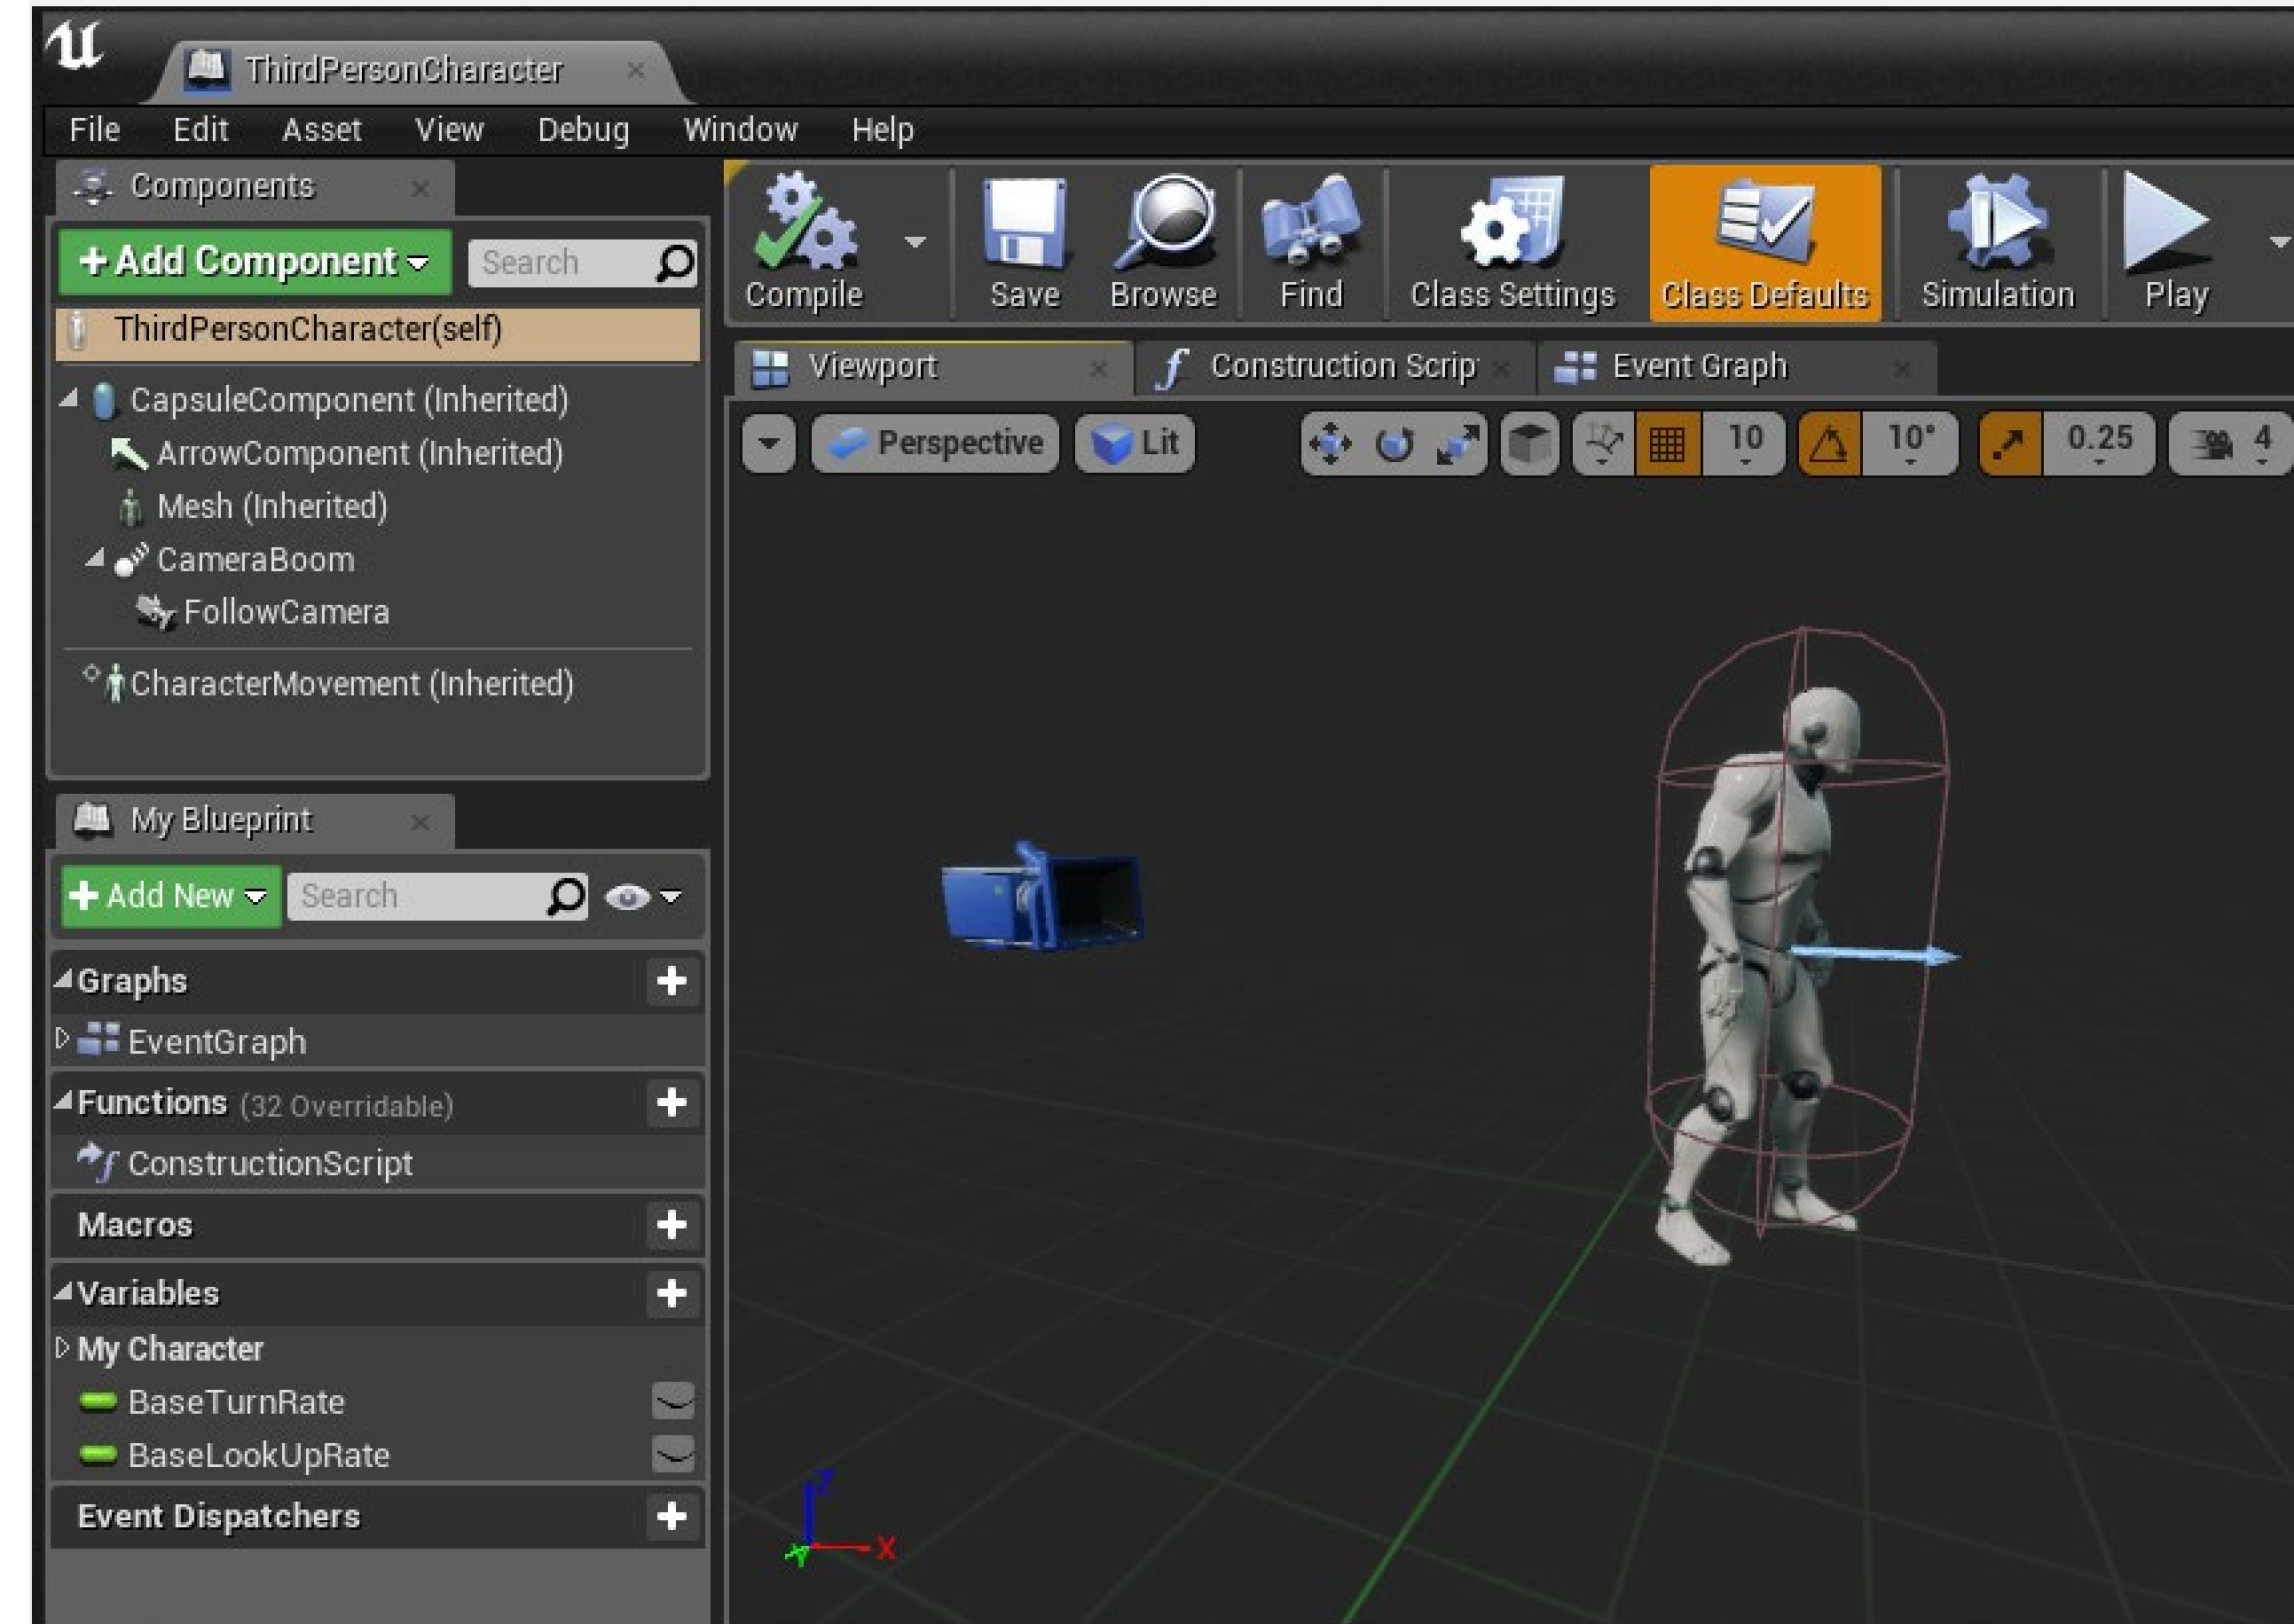 ThirdPersonCharacter
File Edit Asset View Debug Window Help
Components
+ Add Component
Search
ThirdPersonCharacter(self)
CapsuleComponent (Inherited)
ArrowComponent (Inherited)
Mesh (Inherited)
CameraBoom
FollowCamera
CharacterMovement (Inherited)
My Blueprint
+ Add New
Search
Graphs
EventGraph
Functions (32 Overridable)
ConstructionScript
Macros
Variables
My Character
BaseTurnRate
BaseLookUpRate
Event Dispatchers
Compile Save Browse Find Class Settings Class Defaults Simulation Play
Viewport Construction Scrip Event Graph
Perspective Lit 10 10° 0.25 4
Z
Y X